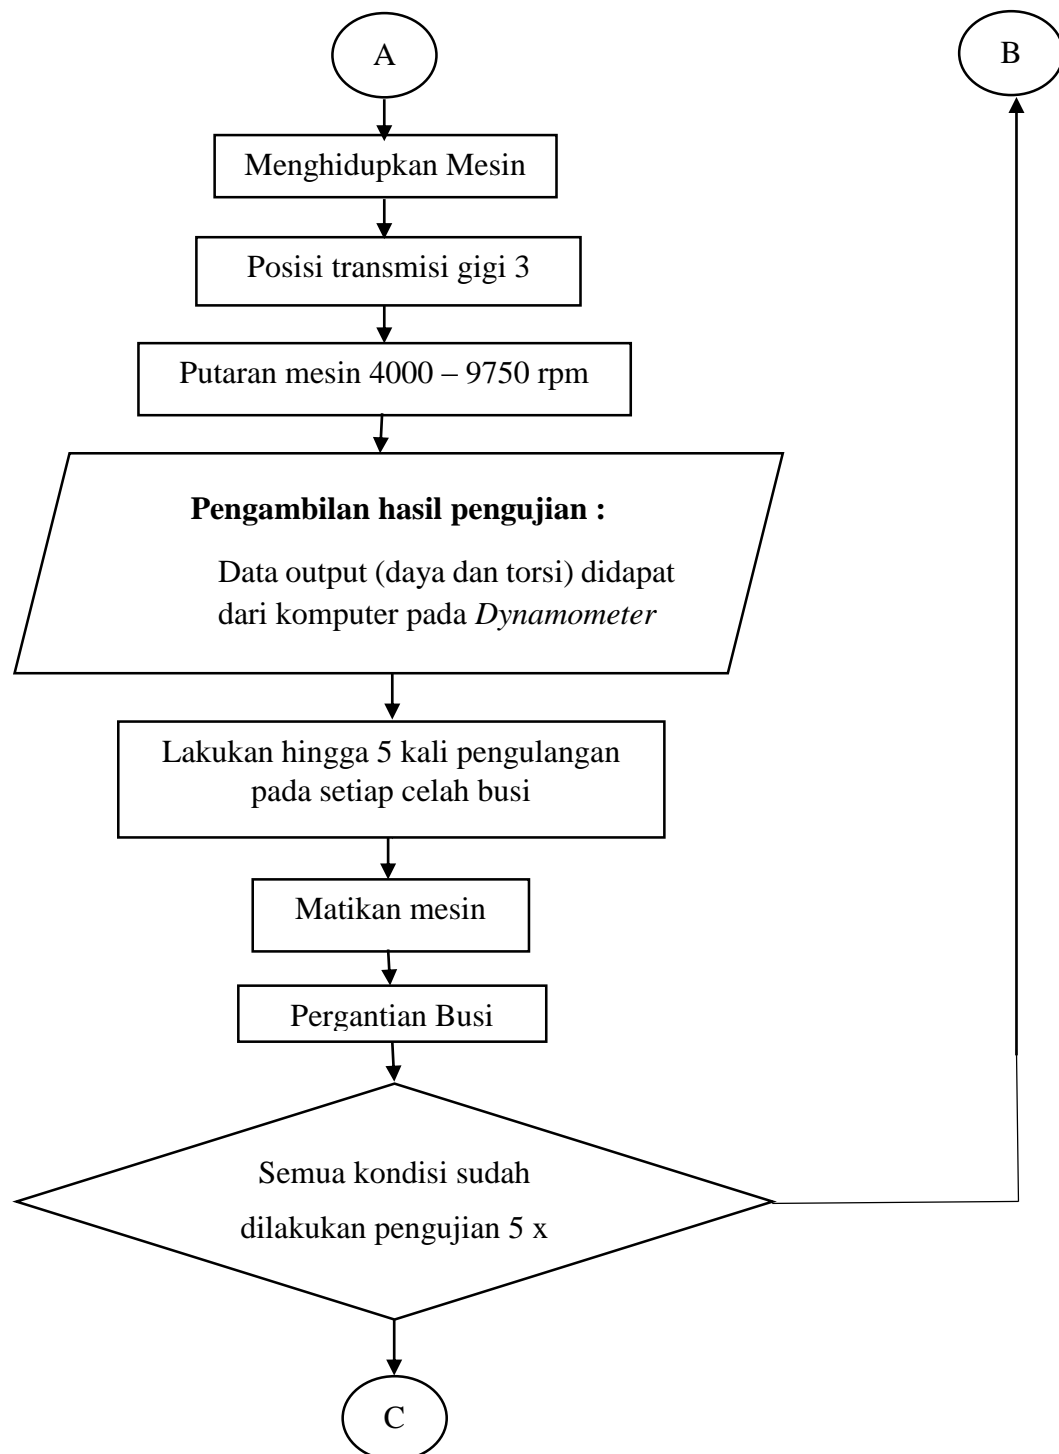 A
B
Menghidupkan Mesin
Posisi transmisi gigi 3
Putaran mesin 4000 – 9750 rpm
Pengambilan hasil pengujian :
Data output (daya dan torsi) didapat
dari komputer pada Dynamometer
Lakukan hingga 5 kali pengulangan
pada setiap celah busi
Matikan mesin
Pergantian Busi
Semua kondisi sudah
dilakukan pengujian 5 x
C